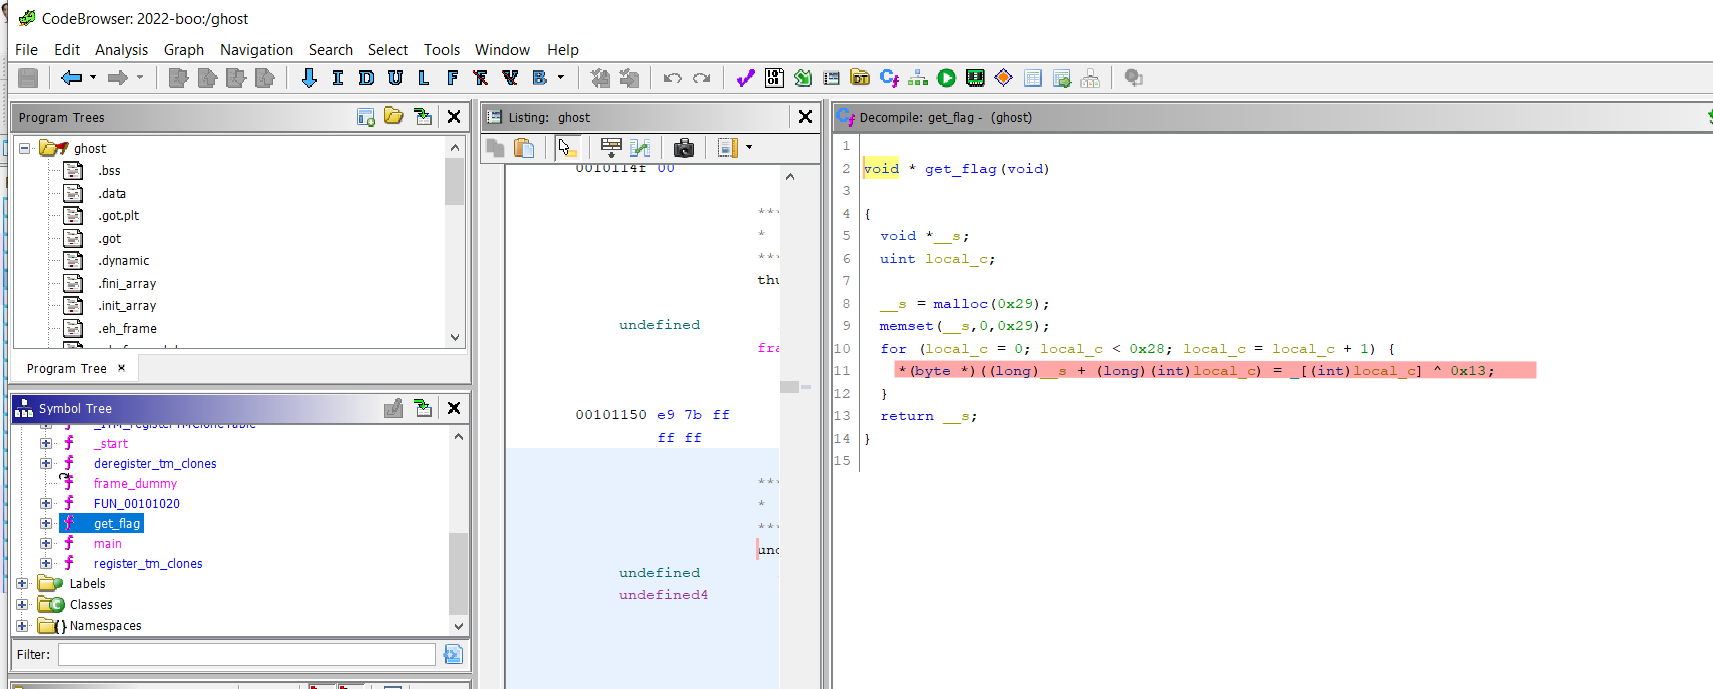 CodeBrowser: 2022-boo:/ghost
File Edit Analysis Graph Navigation Search Select Tools Window Help
I D U L F V B
Program Trees
ghost
.bss
.data
.got.plt
.got
.dynamic
.fini_array
.init_array
.eh_frame
Program Tree
Symbol Tree
_start
deregister_tm_clones
frame_dummy
FUN_00101020
get_flag
main
register_tm_clones
Labels
Classes
Namespaces
Filter:
Listing: ghost
0010114f 00
***
*
***
thu
undefined
fra
00101150 e9 7b ff
ff ff
***
*
***
und
undefined
undefined4
Decompile: get_flag - (ghost)
1
2 void * get_flag(void)
3
4 {
5 void *__s;
6 uint local_c;
7
8 __s = malloc(0x29);
9 memset(__s,0,0x29);
10 for (local_c = 0; local_c < 0x28; local_c = local_c + 1) {
11 *(byte *)((long)__s + (long)(int)local_c) = _[(int)local_c] ^ 0x13;
12 }
13 return __s;
14 }
15